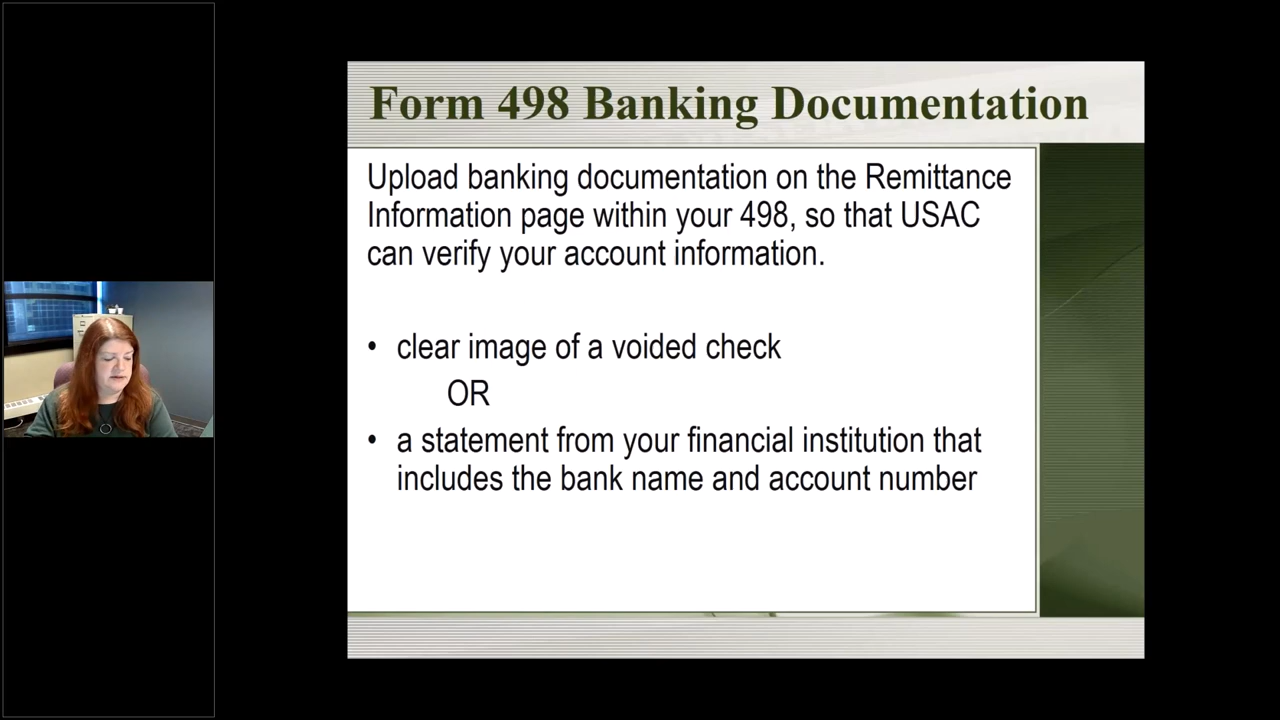 Form 498 Banking Documentation
Upload banking documentation on the Remittance
Information page within your 498, so that USAC
can verify your account information.
• clear image of a voided check
OR
• a statement from your financial institution that
includes the bank name and account number